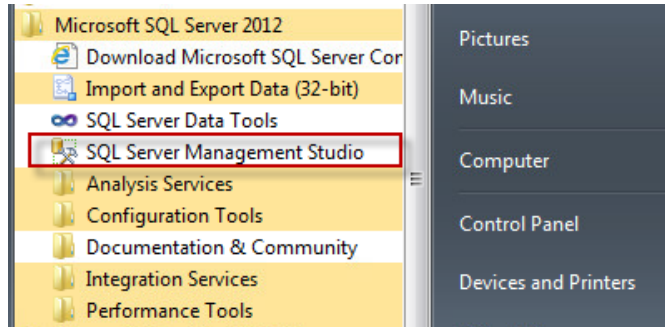 Microsoft SQL Server 2012
Download Microsoft SQL Server Cor
Import and Export Data (32-bit)
SQL Server Data Tools
SQL Server Management Studio
Analysis Services
Configuration Tools
Documentation & Community
Integration Services
Performance Tools
Pictures
Music
Computer
Control Panel
Devices and Printers